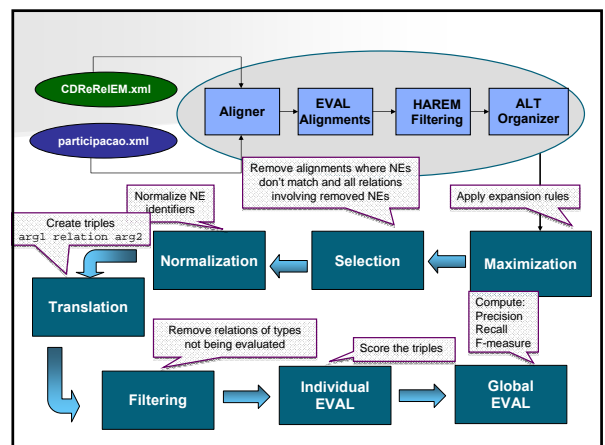 CDReRelEM.xml
participacao.xml
Aligner
EVAL
Alignments
HAREM
Filtering
ALT
Organizer
Remove alignments where NEs
don't match and all relations
involving removed NEs
Normalize NE
identifiers
Apply expansion rules
Create triples
arg1 relation arg2
Normalization
Selection
Maximization
Translation
Compute:
Precision
Recall
F-measure
Remove relations of types
not being evaluated
Score the triples
Filtering
Individual
EVAL
Global
EVAL